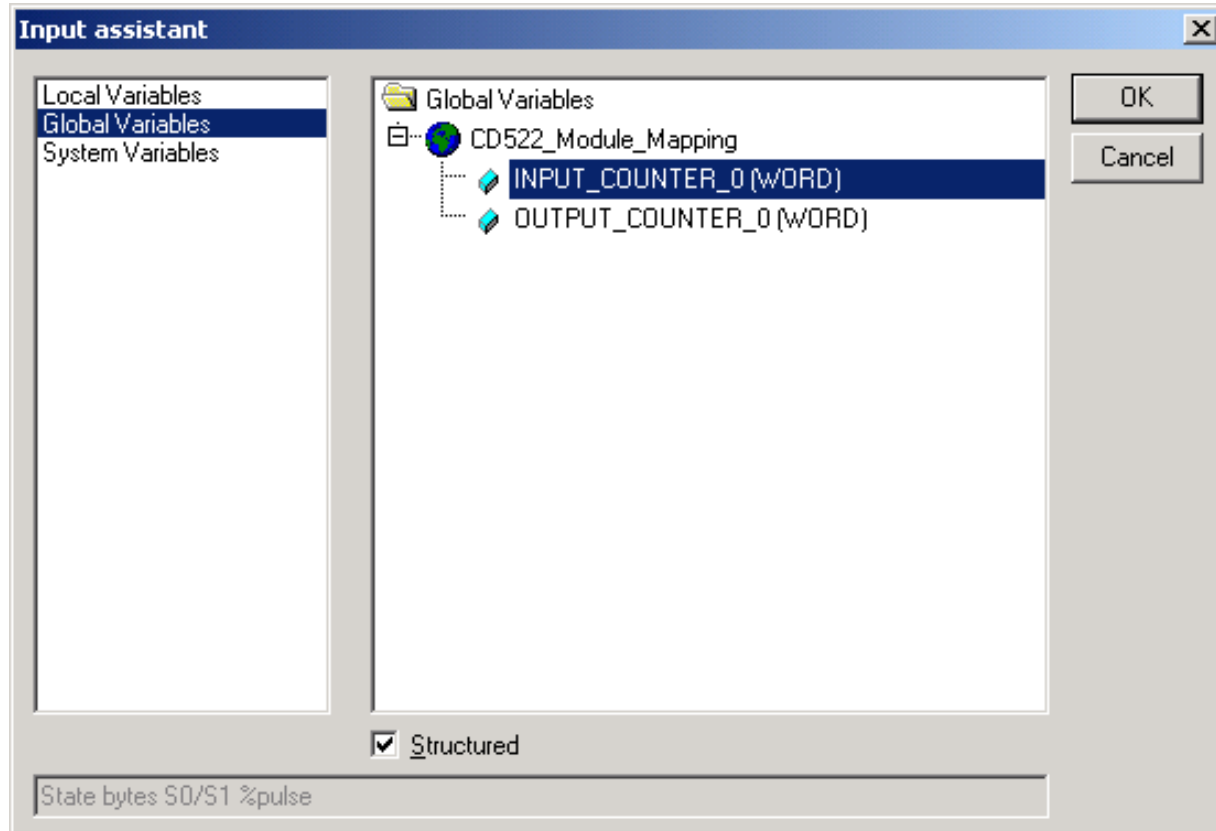 Input assistant
Local Variables
Global Variables
System Variables
Global Variables
CD522_Module_Mapping
INPUT_COUNTER_0 (WORD)
OUTPUT_COUNTER_0 (WORD)
OK
Cancel
Structured
State bytes S0/S1 %pulse